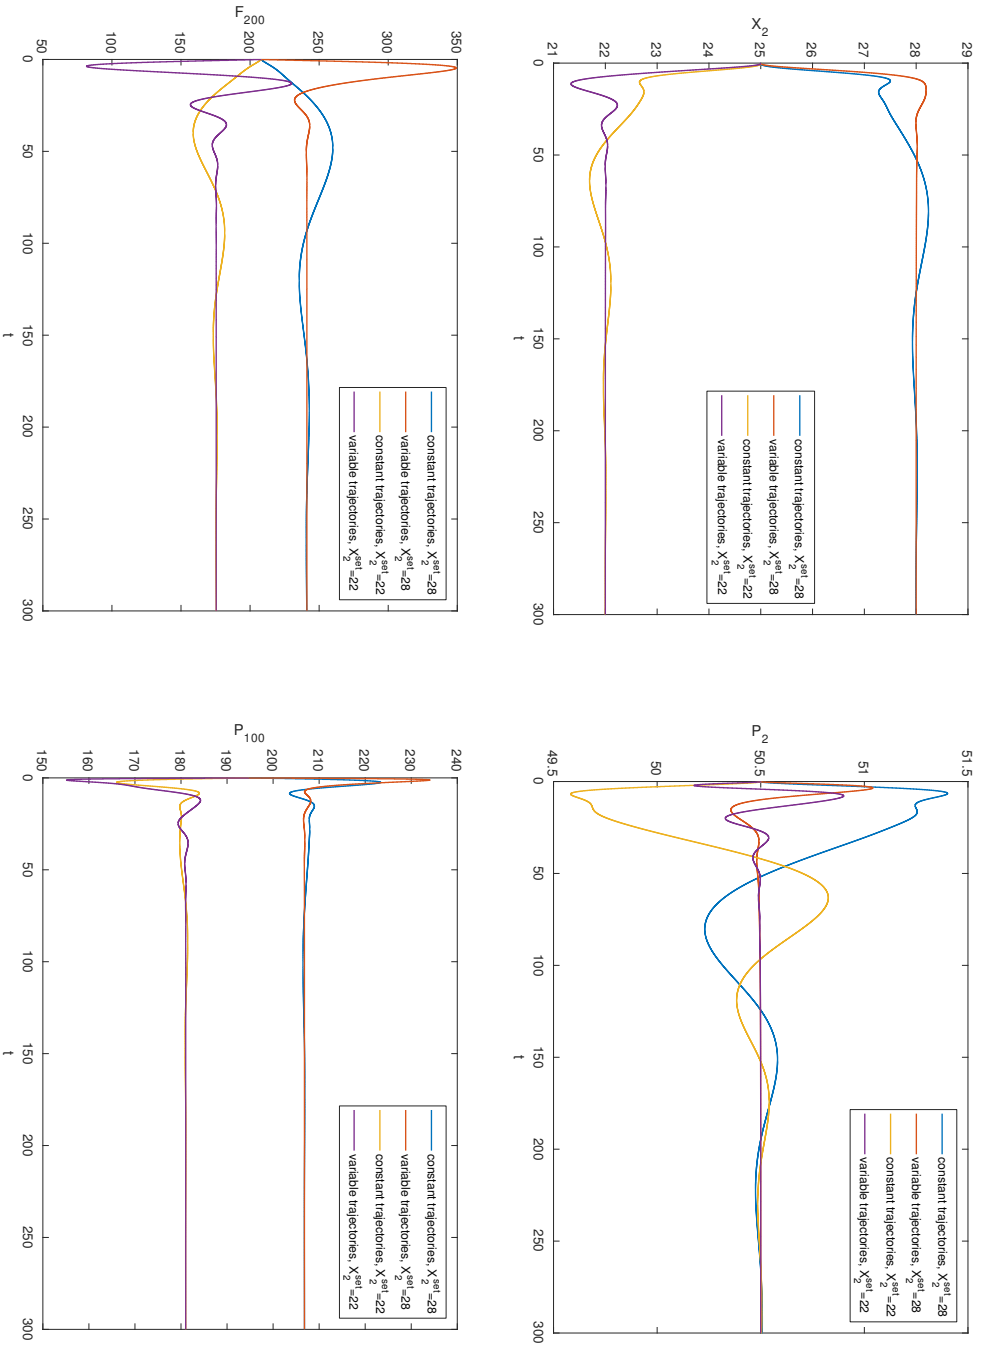 29
28
27
26
25
24
23
22
21
X₂
constant trajectories, X₂ˢᵉᵗ=28
variable trajectories, X₂ˢᵉᵗ=28
constant trajectories, X₂ˢᵉᵗ=22
variable trajectories, X₂ˢᵉᵗ=22
0 50 100 150 200 250 300
t
51.5
51
50.5
50
49.5
P₂
constant trajectories, X₂ˢᵉᵗ=28
variable trajectories, X₂ˢᵉᵗ=28
constant trajectories, X₂ˢᵉᵗ=22
variable trajectories, X₂ˢᵉᵗ=22
0 50 100 150 200 250 300
t
350
300
250
200
150
100
50
F₂₀₀
constant trajectories, X₂ˢᵉᵗ=28
variable trajectories, X₂ˢᵉᵗ=28
constant trajectories, X₂ˢᵉᵗ=22
variable trajectories, X₂ˢᵉᵗ=22
0 50 100 150 200 250 300
t
240
230
220
210
200
190
180
170
160
150
P₁₀₀
constant trajectories, X₂ˢᵉᵗ=28
variable trajectories, X₂ˢᵉᵗ=28
constant trajectories, X₂ˢᵉᵗ=22
variable trajectories, X₂ˢᵉᵗ=22
0 50 100 150 200 250 300
t